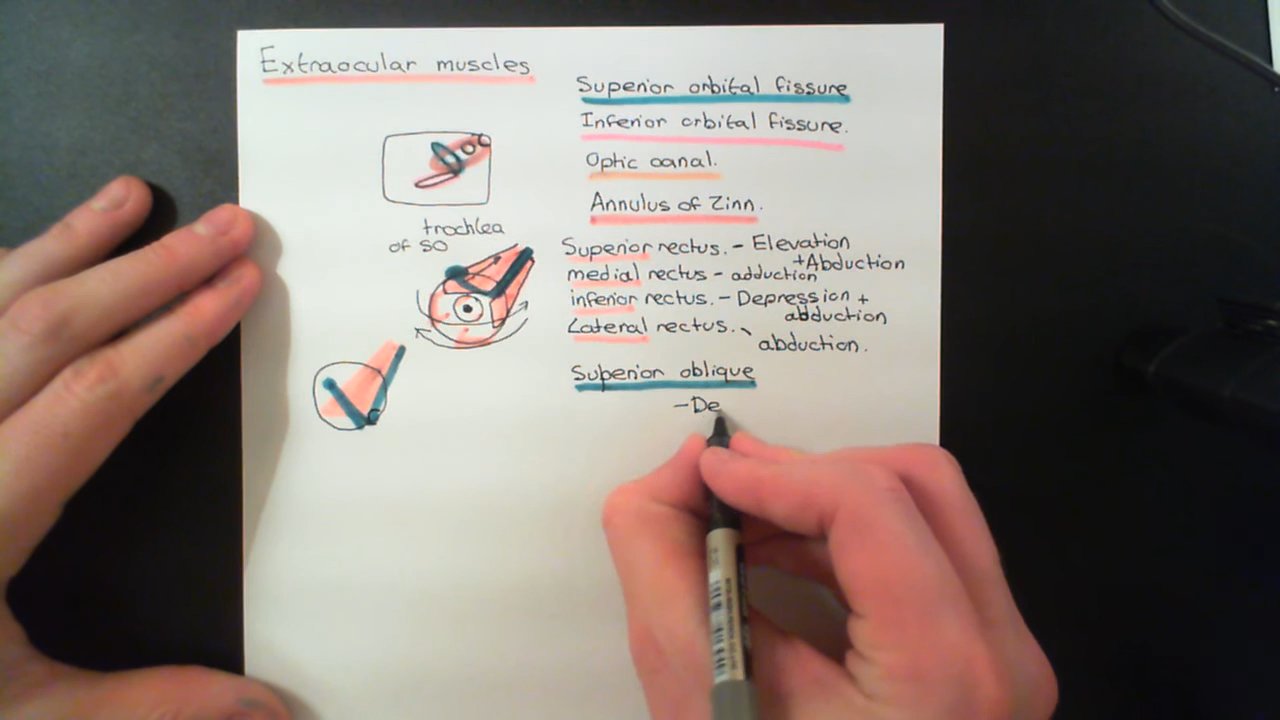 Extraocular muscles
Superior orbital fissure
Inferior orbital fissure.
Optic canal.
Annulus of Zinn.
trochlea
of SO
Superior rectus. - Elevation
+Abduction
medial rectus - adduction
inferior rectus. - Depression +
abduction
Lateral rectus.
abduction.
Superior oblique
- De